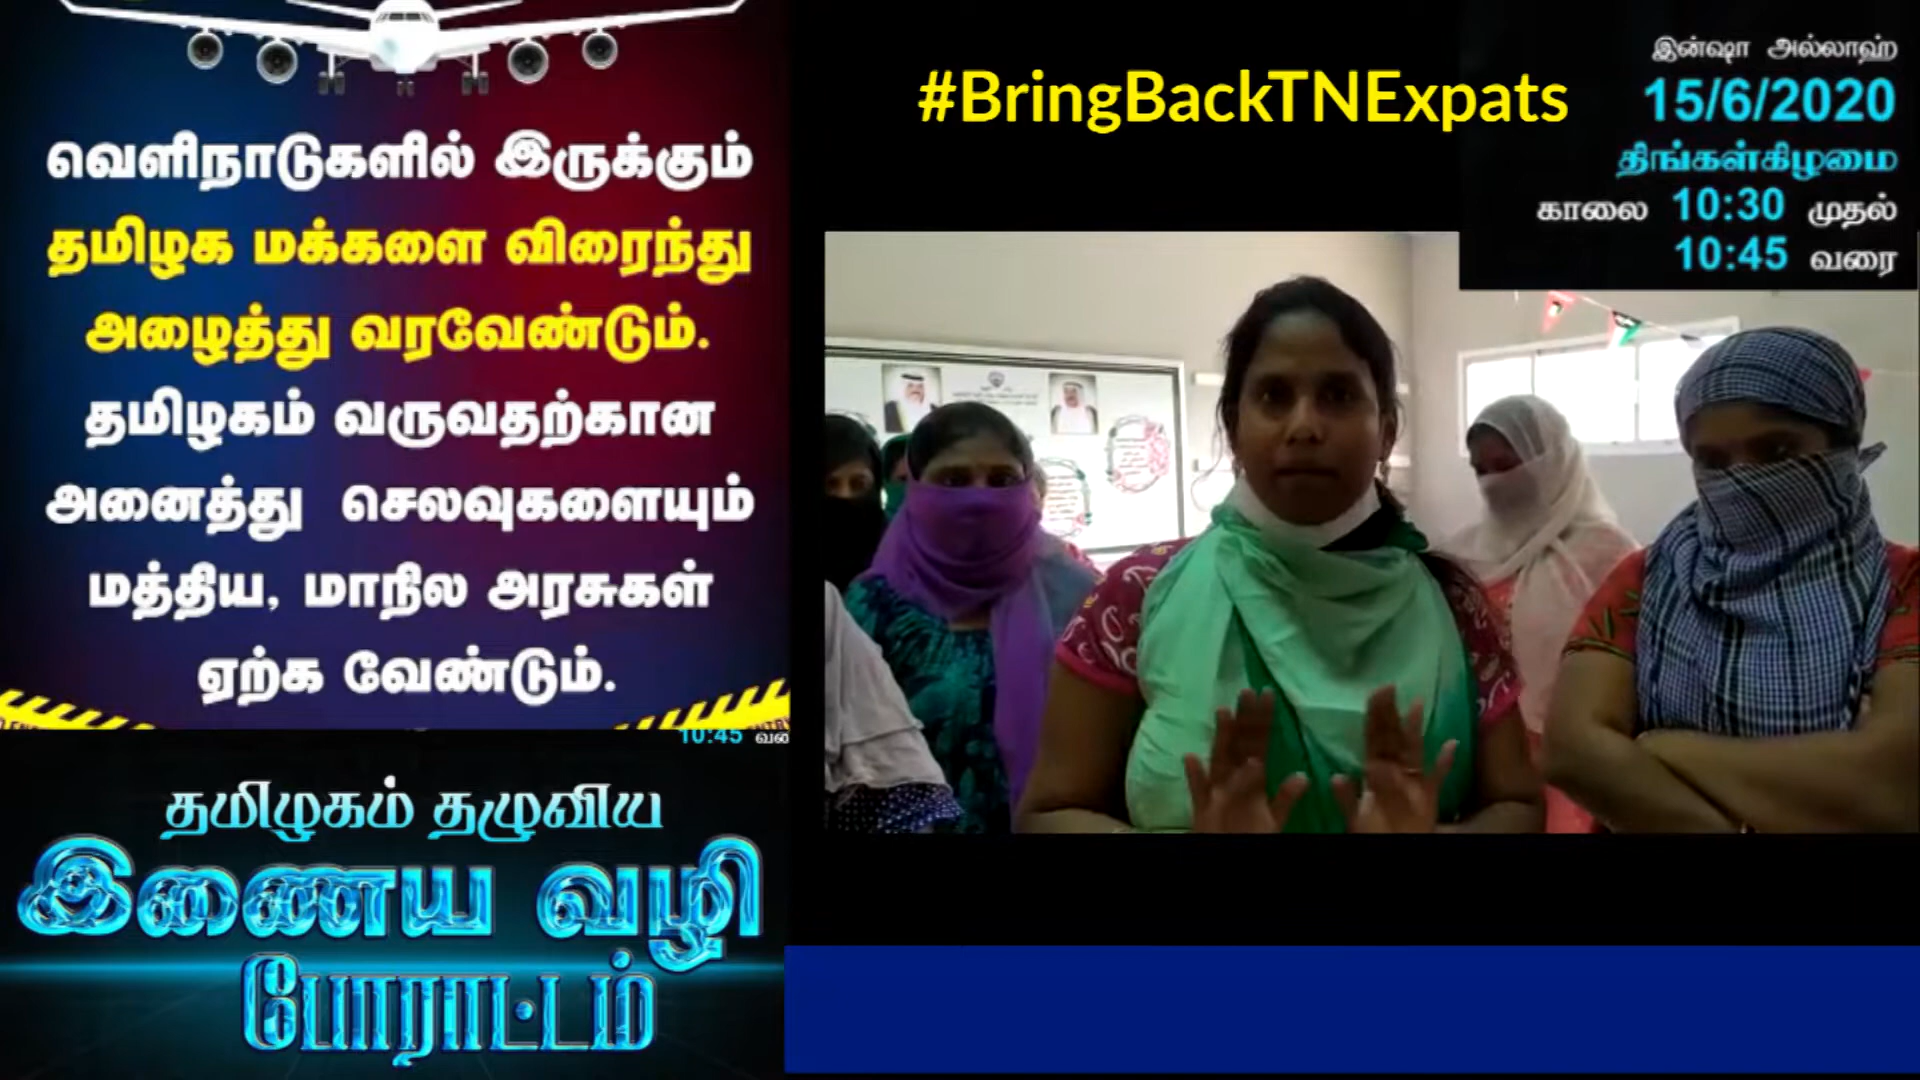 வெளிநாடுகளில் இருக்கும்
தமிழக மக்களை விரைந்து
அழைத்து வரவேண்டும்.
தமிழகம் வருவதற்கான
அனைத்து செலவுகளையும்
மத்திய, மாநில அரசுகள்
ஏற்க வேண்டும்.
10:45
தமிழகம் தழுவிய
இணைய வழி
போராட்டம்
#BringBackTNExpats
இன்ஷா அல்லாஹ்
15/6/2020
திங்கள்கிழமை
காலை 10:30 முதல்
10:45 வரை